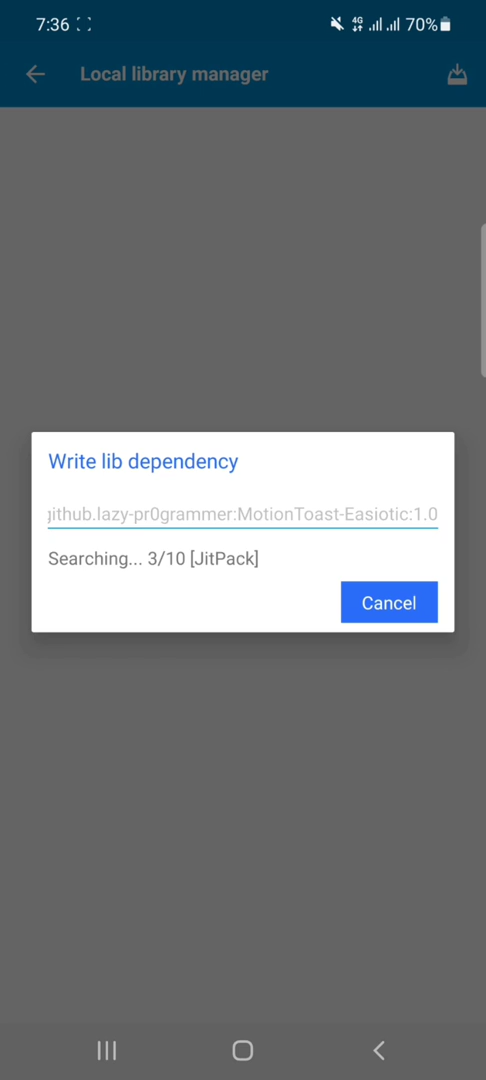 7:36
4G
70%
Local library manager
Write lib dependency
github.lazy-pr0grammer:MotionToast-Easiotic:1.0
Searching... 3/10 [JitPack]
Cancel